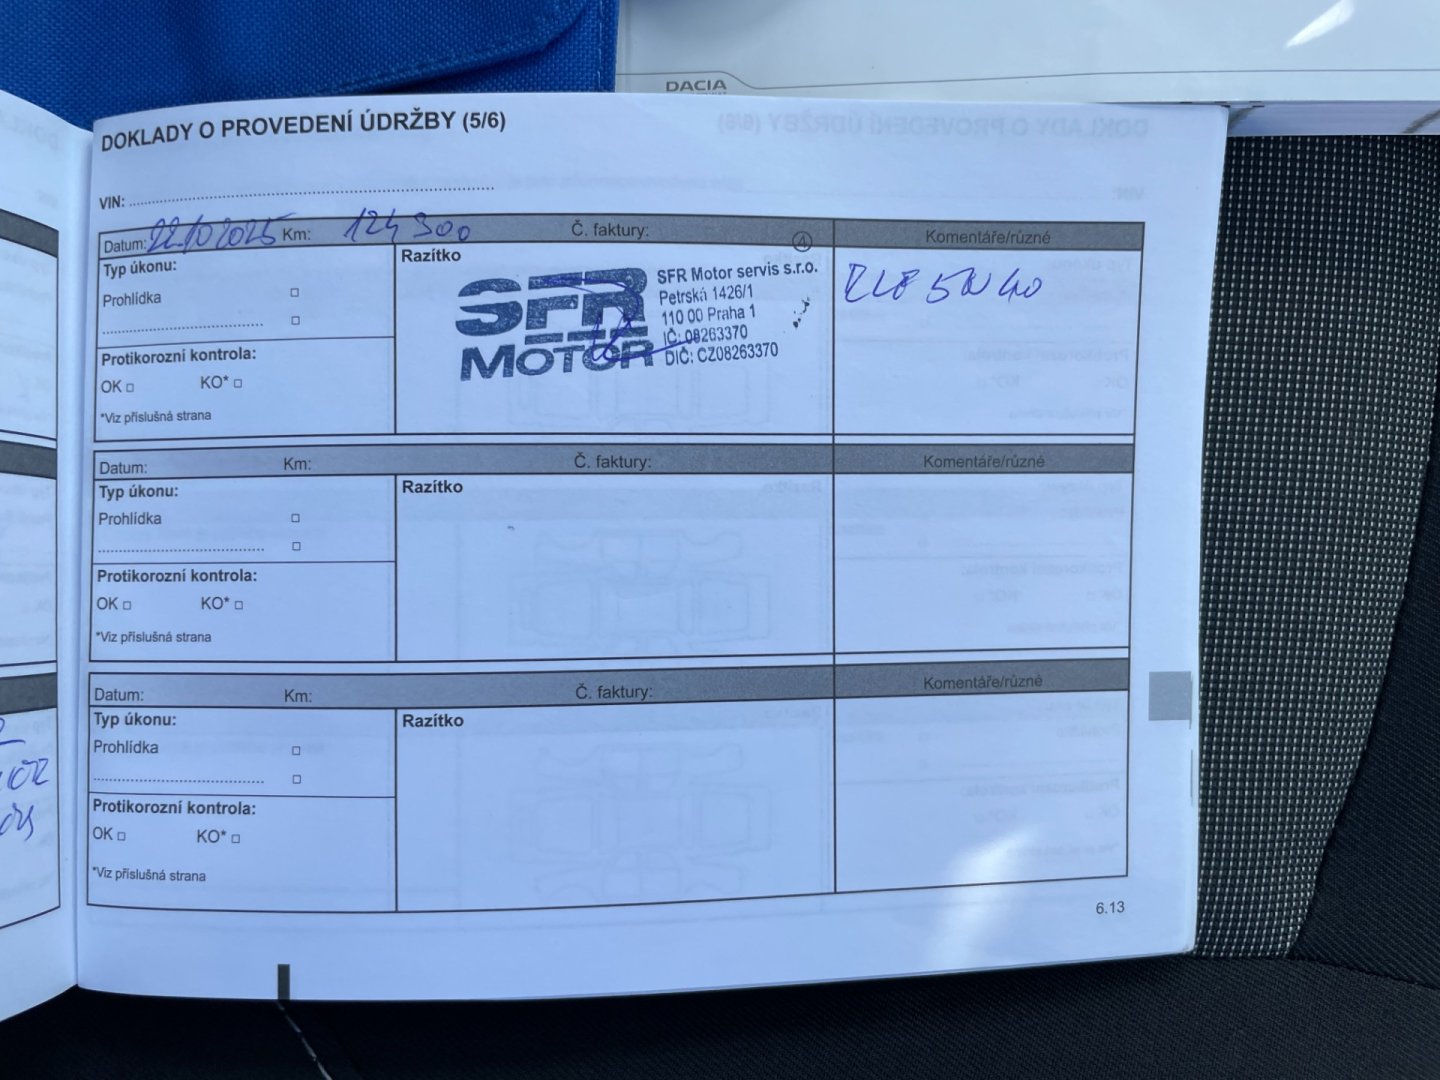 DACIA
DOKLADY O PROVEDENÍ ÚDRŽBY (5/6)
VIN:
Datum: 22.10.2025 Km: 124 300 Č. faktury: Komentáře/různé
Typ úkonu:
Prohlídka
Protikorozní kontrola:
OK KO*
*Viz příslušná strana
Razítko
SFR
MOTOR
SFR Motor servis s.r.o.
Petrská 1426/1
110 00 Praha 1
IČ: 08263370
DIČ: CZ08263370
5W40
Datum: Km: Č. faktury: Komentáře/různé
Typ úkonu:
Prohlídka
Protikorozní kontrola:
OK KO*
*Viz příslušná strana
Razítko
Datum: Km: Č. faktury: Komentáře/různé
Typ úkonu:
Prohlídka
Protikorozní kontrola:
OK KO*
*Viz příslušná strana
Razítko
6.13